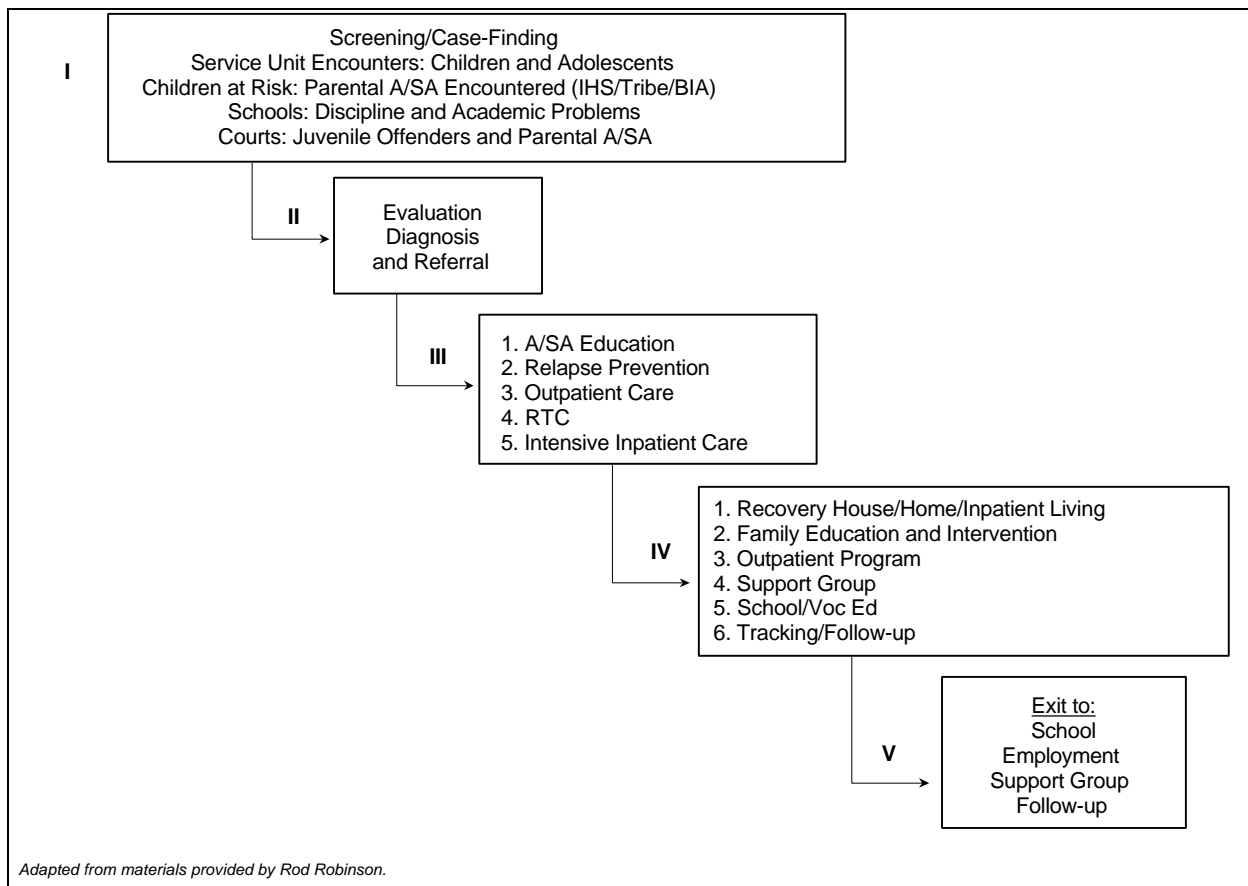 I
Screening/Case-Finding
Service Unit Encounters: Children and Adolescents
Children at Risk: Parental A/SA Encountered (IHS/Tribe/BIA)
Schools: Discipline and Academic Problems
Courts: Juvenile Offenders and Parental A/SA
II
Evaluation
Diagnosis
and Referral
III
1. A/SA Education
2. Relapse Prevention
3. Outpatient Care
4. RTC
5. Intensive Inpatient Care
IV
1. Recovery House/Home/Inpatient Living
2. Family Education and Intervention
3. Outpatient Program
4. Support Group
5. School/Voc Ed
6. Tracking/Follow-up
V
Exit to:
School
Employment
Support Group
Follow-up
Adapted from materials provided by Rod Robinson.